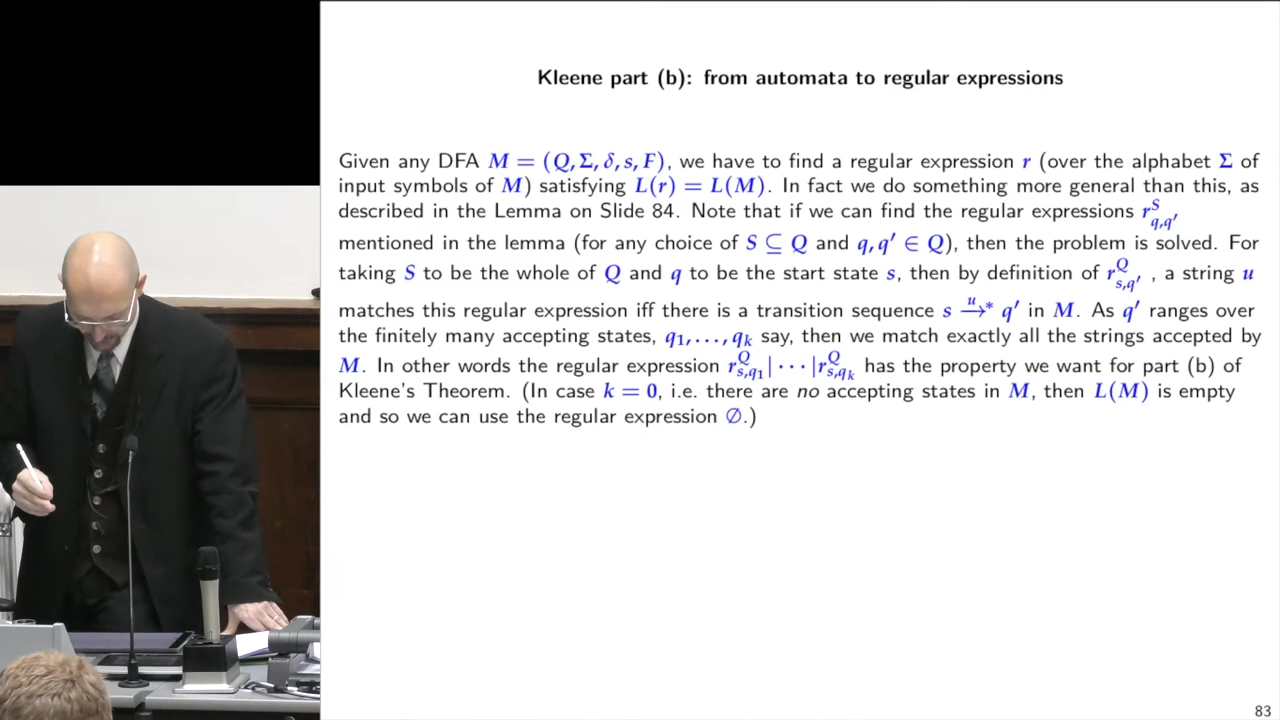 Kleene part (b): from automata to regular expressions
Given any DFA M = (Q, Σ, δ, s, F), we have to find a regular expression r (over the alphabet Σ of
input symbols of M) satisfying L(r) = L(M). In fact we do something more general than this, as
described in the Lemma on Slide 84. Note that if we can find the regular expressions r^S_{q,q′}
mentioned in the lemma (for any choice of S ⊆ Q and q, q′ ∈ Q), then the problem is solved. For
taking S to be the whole of Q and q to be the start state s, then by definition of r^Q_{s,q′} , a string u
matches this regular expression iff there is a transition sequence s →^{u}* q′ in M. As q′ ranges over
the finitely many accepting states, q₁, . . . , qₖ say, then we match exactly all the strings accepted by
M. In other words the regular expression r^Q_{s,q₁}| · · · |r^Q_{s,qₖ} has the property we want for part (b) of
Kleene's Theorem. (In case k = 0, i.e. there are no accepting states in M, then L(M) is empty
and so we can use the regular expression ∅.)
83